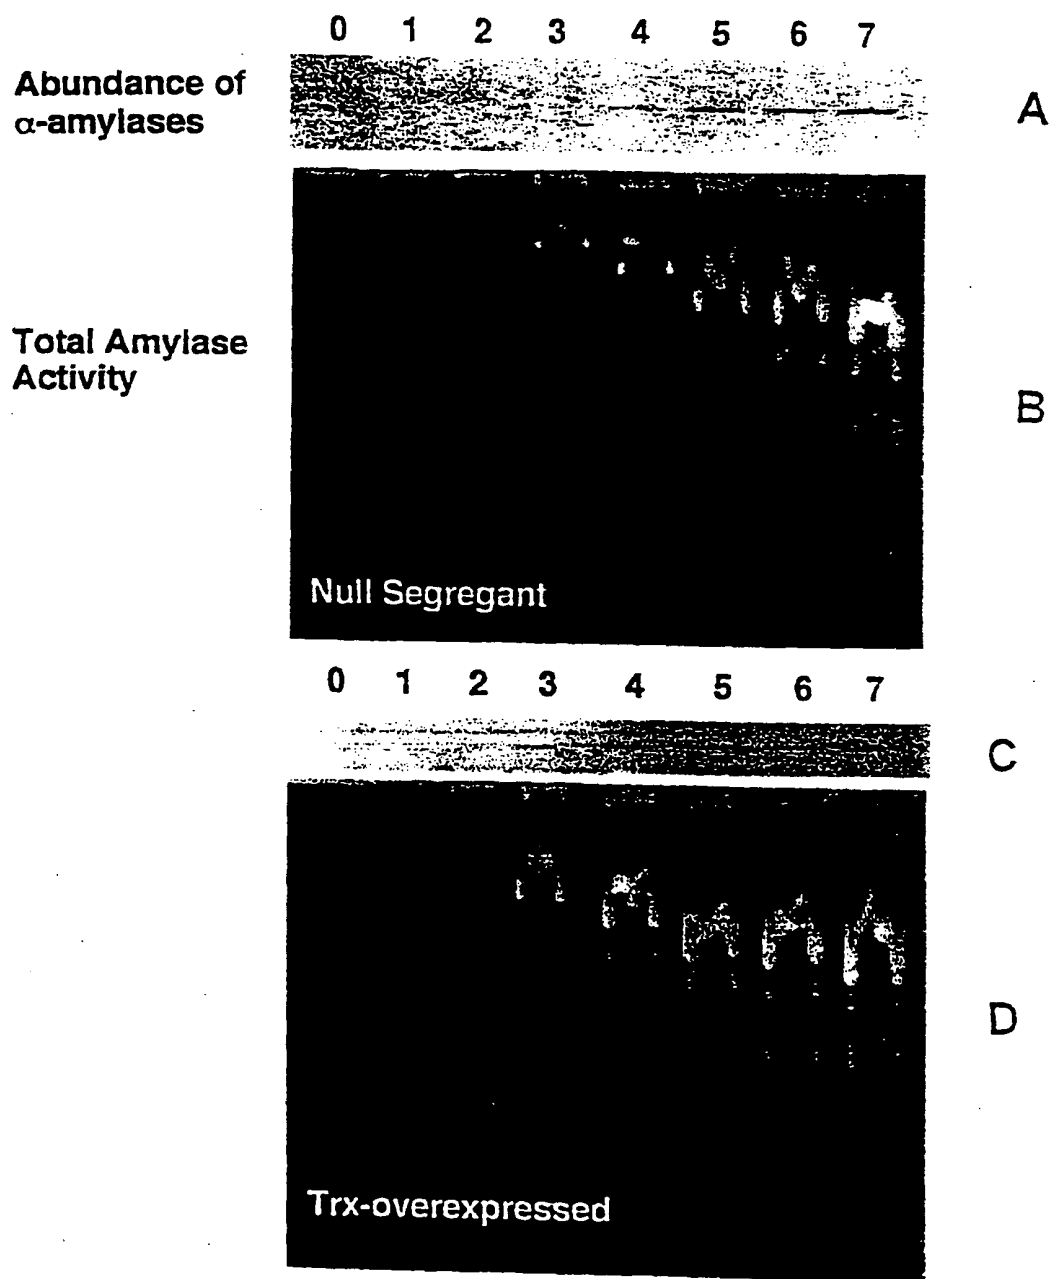 0 1 2 3 4 5 6 7
Abundance of
α-amylases
A
Total Amylase
Activity
B
Null Segregant
0 1 2 3 4 5 6 7
C
D
Trx-overexpressed